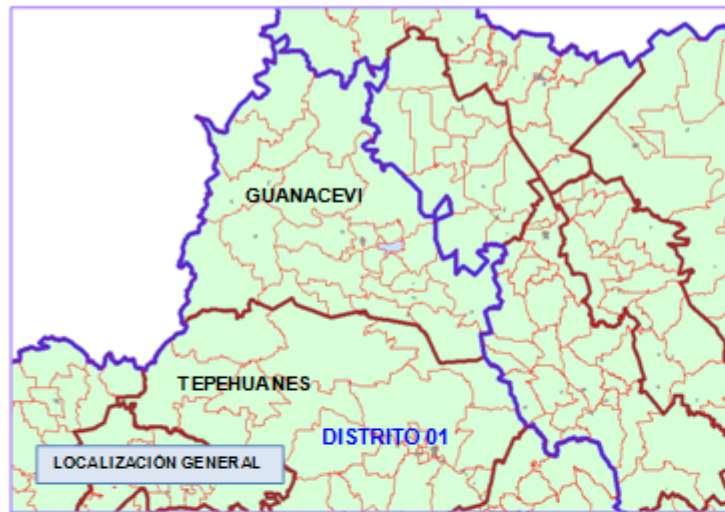 GUANACEVI
TEPEHUANES
DISTRITO 01
LOCALIZACIÓN GENERAL